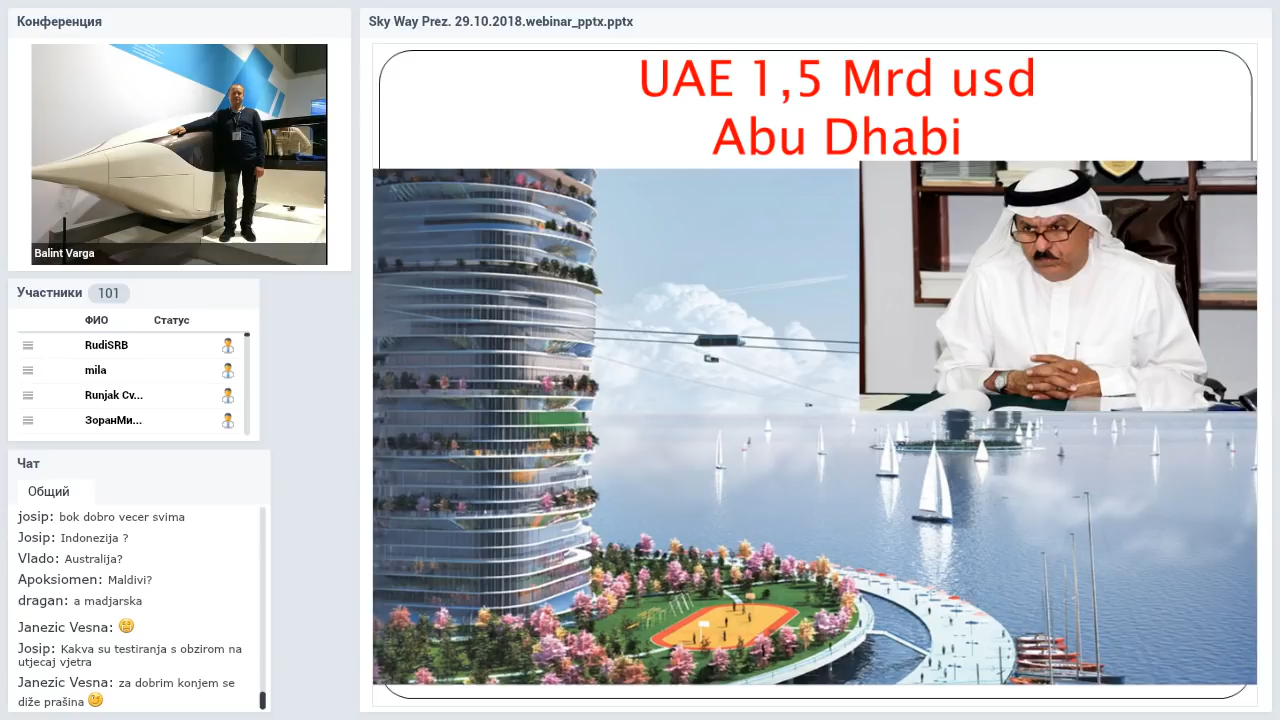 Конференция
Balint Varga
Участники 101
ФИО Статус
RudiSRB
mila
Runjak Cv...
ЗоранМи...
Чат
Общий
josip: bok dobro vecer svima
Josip: Indonezija ?
Vlado: Australija?
Apoksiomen: Maldivi?
dragan: a madjarska
Janezic Vesna:
Josip: Kakva su testiranja s obzirom na
utjecaj vjetra
Janezic Vesna: za dobrim konjem se
diže prašina
Sky Way Prez. 29.10.2018.webinar_pptx.pptx
UAE 1,5 Mrd usd
Abu Dhabi